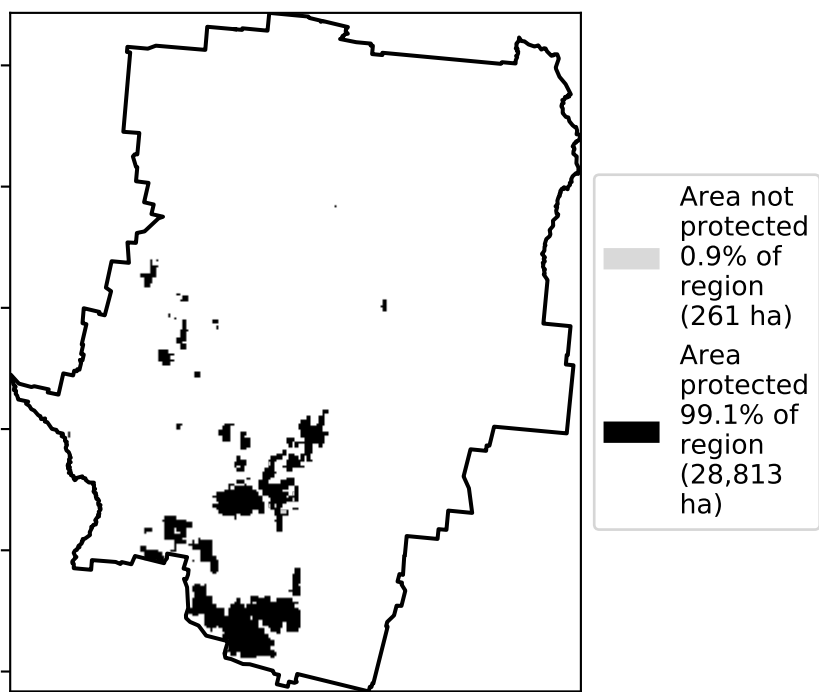 Area not
protected
0.9% of
region
(261 ha)
Area
protected
99.1% of
region
(28,813
ha)